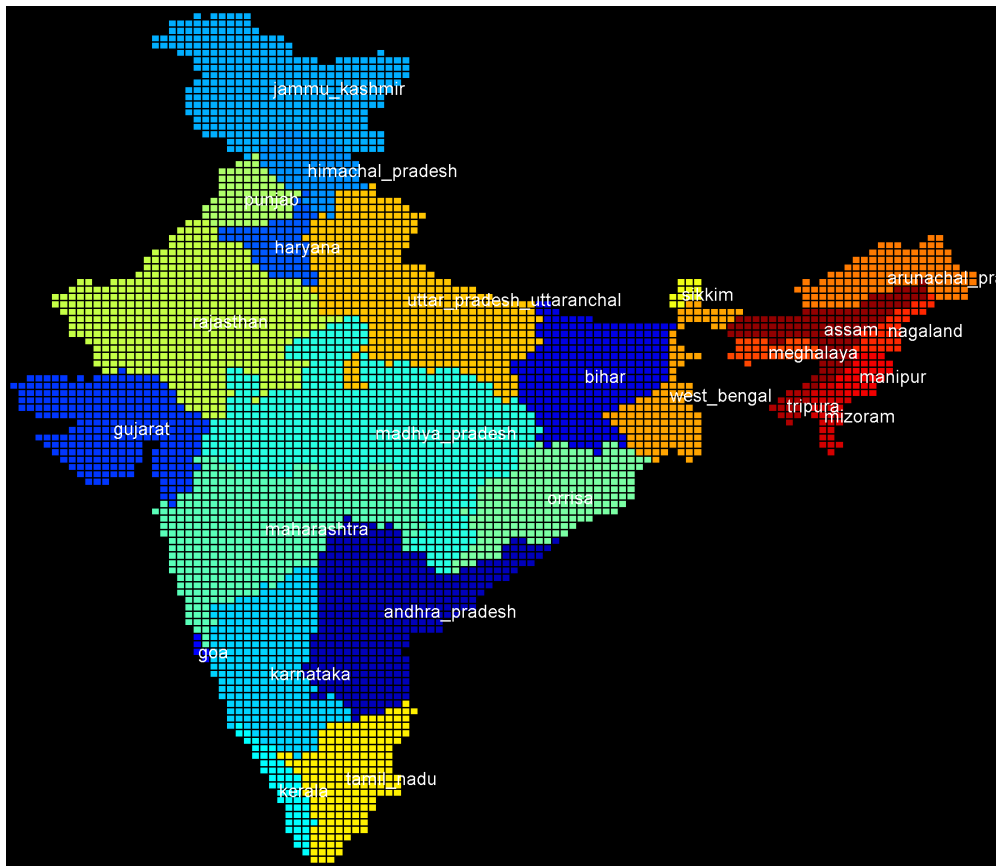 jammu_kashmir
himachal_pradesh
punjab
haryana
arunachal_pra
sikkim
uttar_pradesh_uttaranchal
rajasthan
assam
nagaland
meghalaya
bihar
manipur
west_bengal
tripura
mizoram
gujarat
madhya_pradesh
orrisa
maharashtra
andhra_pradesh
goa
karnataka
tamil_nadu
kerala